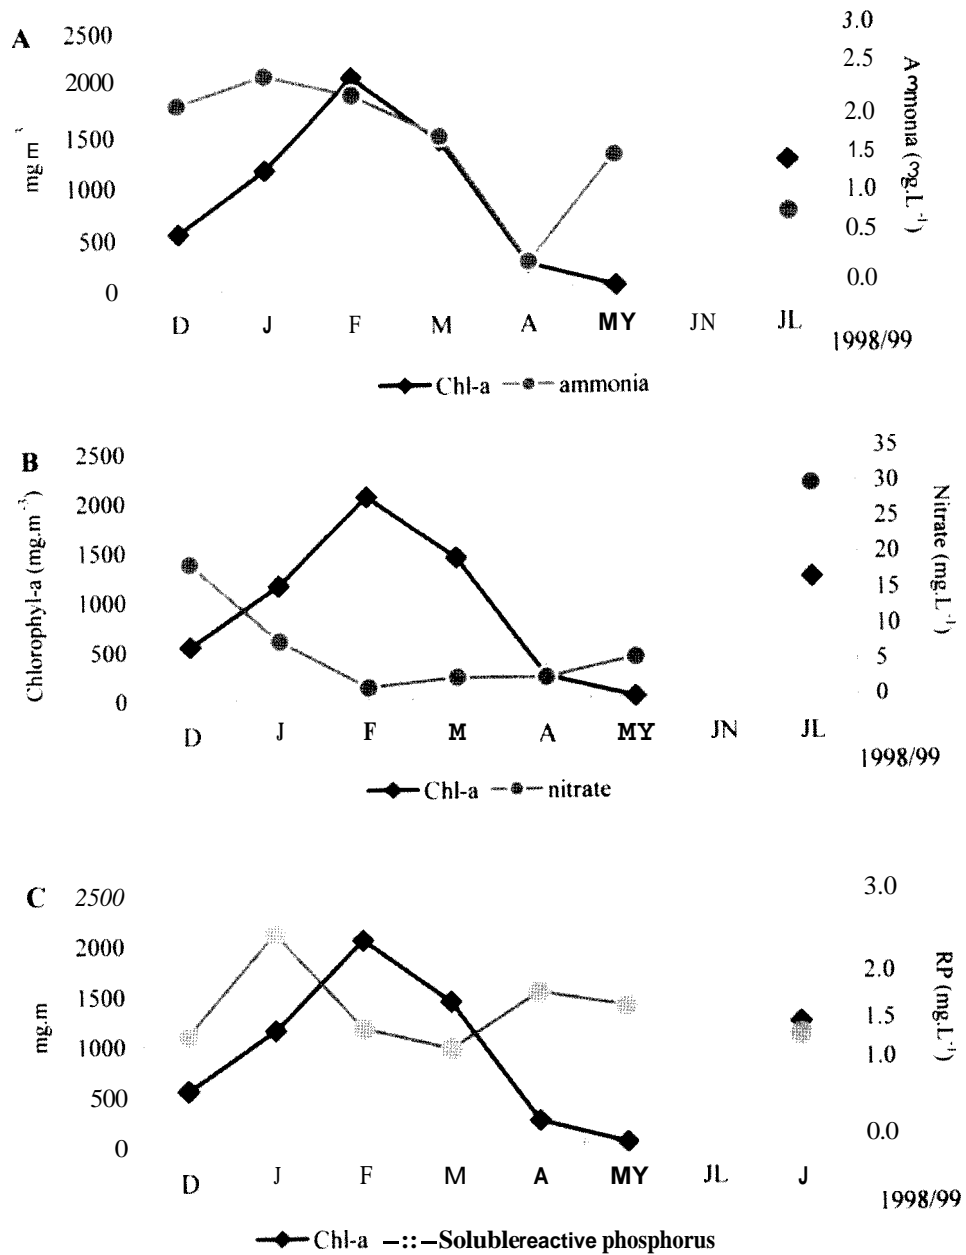 A
2500
2000
1500
1000
500
0
mg m
3.0
2.5
2.0
1.5
1.0
0.5
0.0
Ammonia (mg.L⁻¹)
D J F M A MY JN JL
1998/99
Chl-a ammonia
B
2500
2000
1500
1000
500
0
Chlorophyl-a (mg.m⁻³)
35
30
25
20
15
10
5
0
Nitrate (mg.L⁻¹)
D J F M A MY JN JL
1998/99
Chl-a nitrate
C
2500
2000
1500
1000
500
0
mg.m
3.0
2.0
1.5
1.0
0.0
RP (mg.L⁻¹)
D J F M A MY JL J
1998/99
Chl-a Solublereactive phosphorus